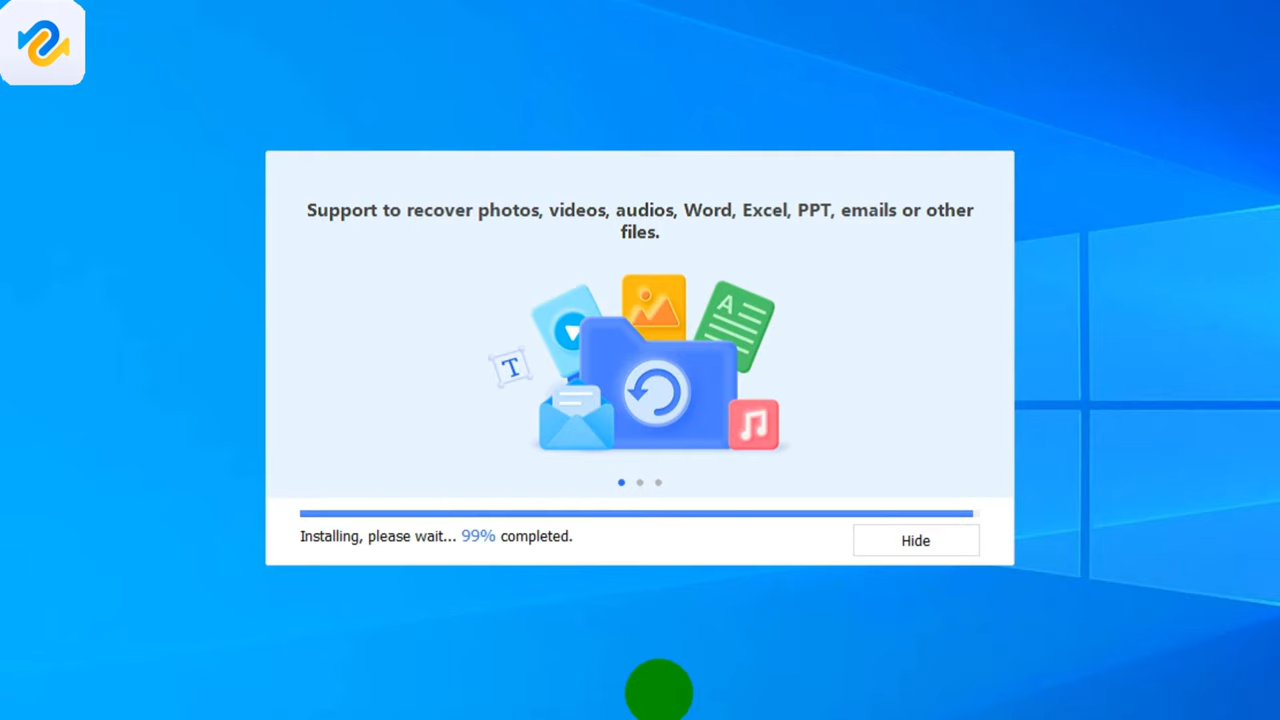 Support to recover photos, videos, audios, Word, Excel, PPT, emails or other
files.
A
T
Installing, please wait... 99% completed.
Hide